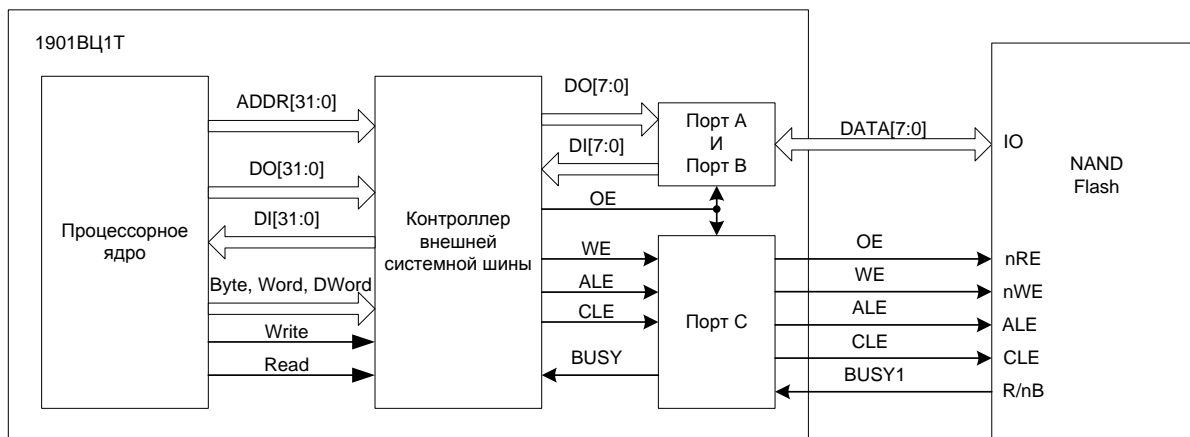 1901ВЦ1Т
Процессорное
ядро
ADDR[31:0]
DO[31:0]
DI[31:0]
Byte, Word, DWord
Write
Read
Контроллер
внешней
системной шины
DO[7:0]
DI[7:0]
OE
WE
ALE
CLE
BUSY
Порт А
И
Порт В
Порт С
DATA[7:0]
OE
WE
ALE
CLE
BUSY1
IO
NAND
Flash
nRE
nWE
ALE
CLE
R/nB